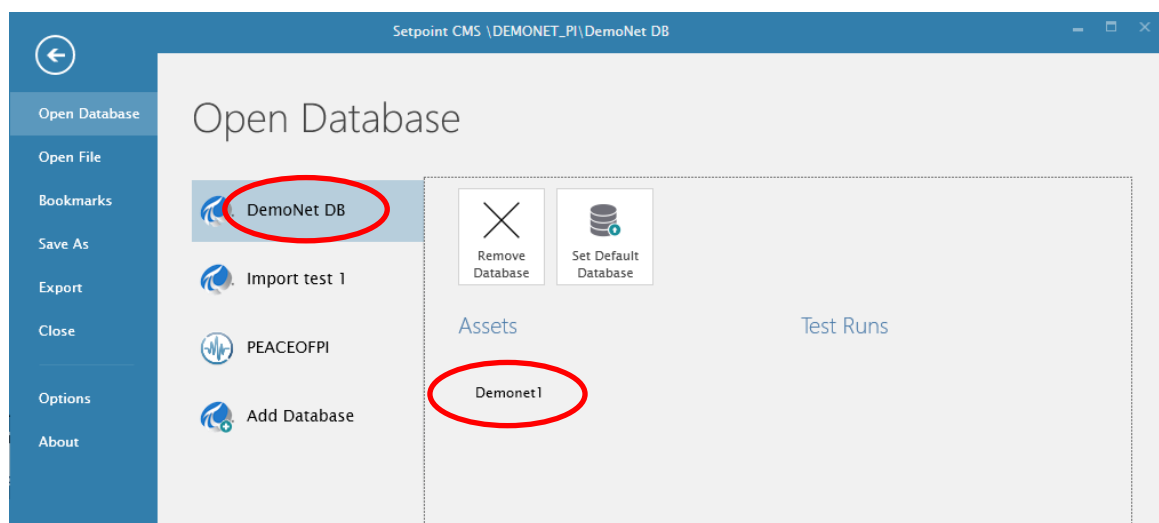 Setpoint CMS \DEMONET_PI\DemoNet DB
Open Database
Open File
Bookmarks
Save As
Export
Close
Options
About
Open Database
DemoNet DB
Import test 1
PEACEOFPI
Add Database
Remove
Database
Set Default
Database
Assets
Test Runs
Demonet1